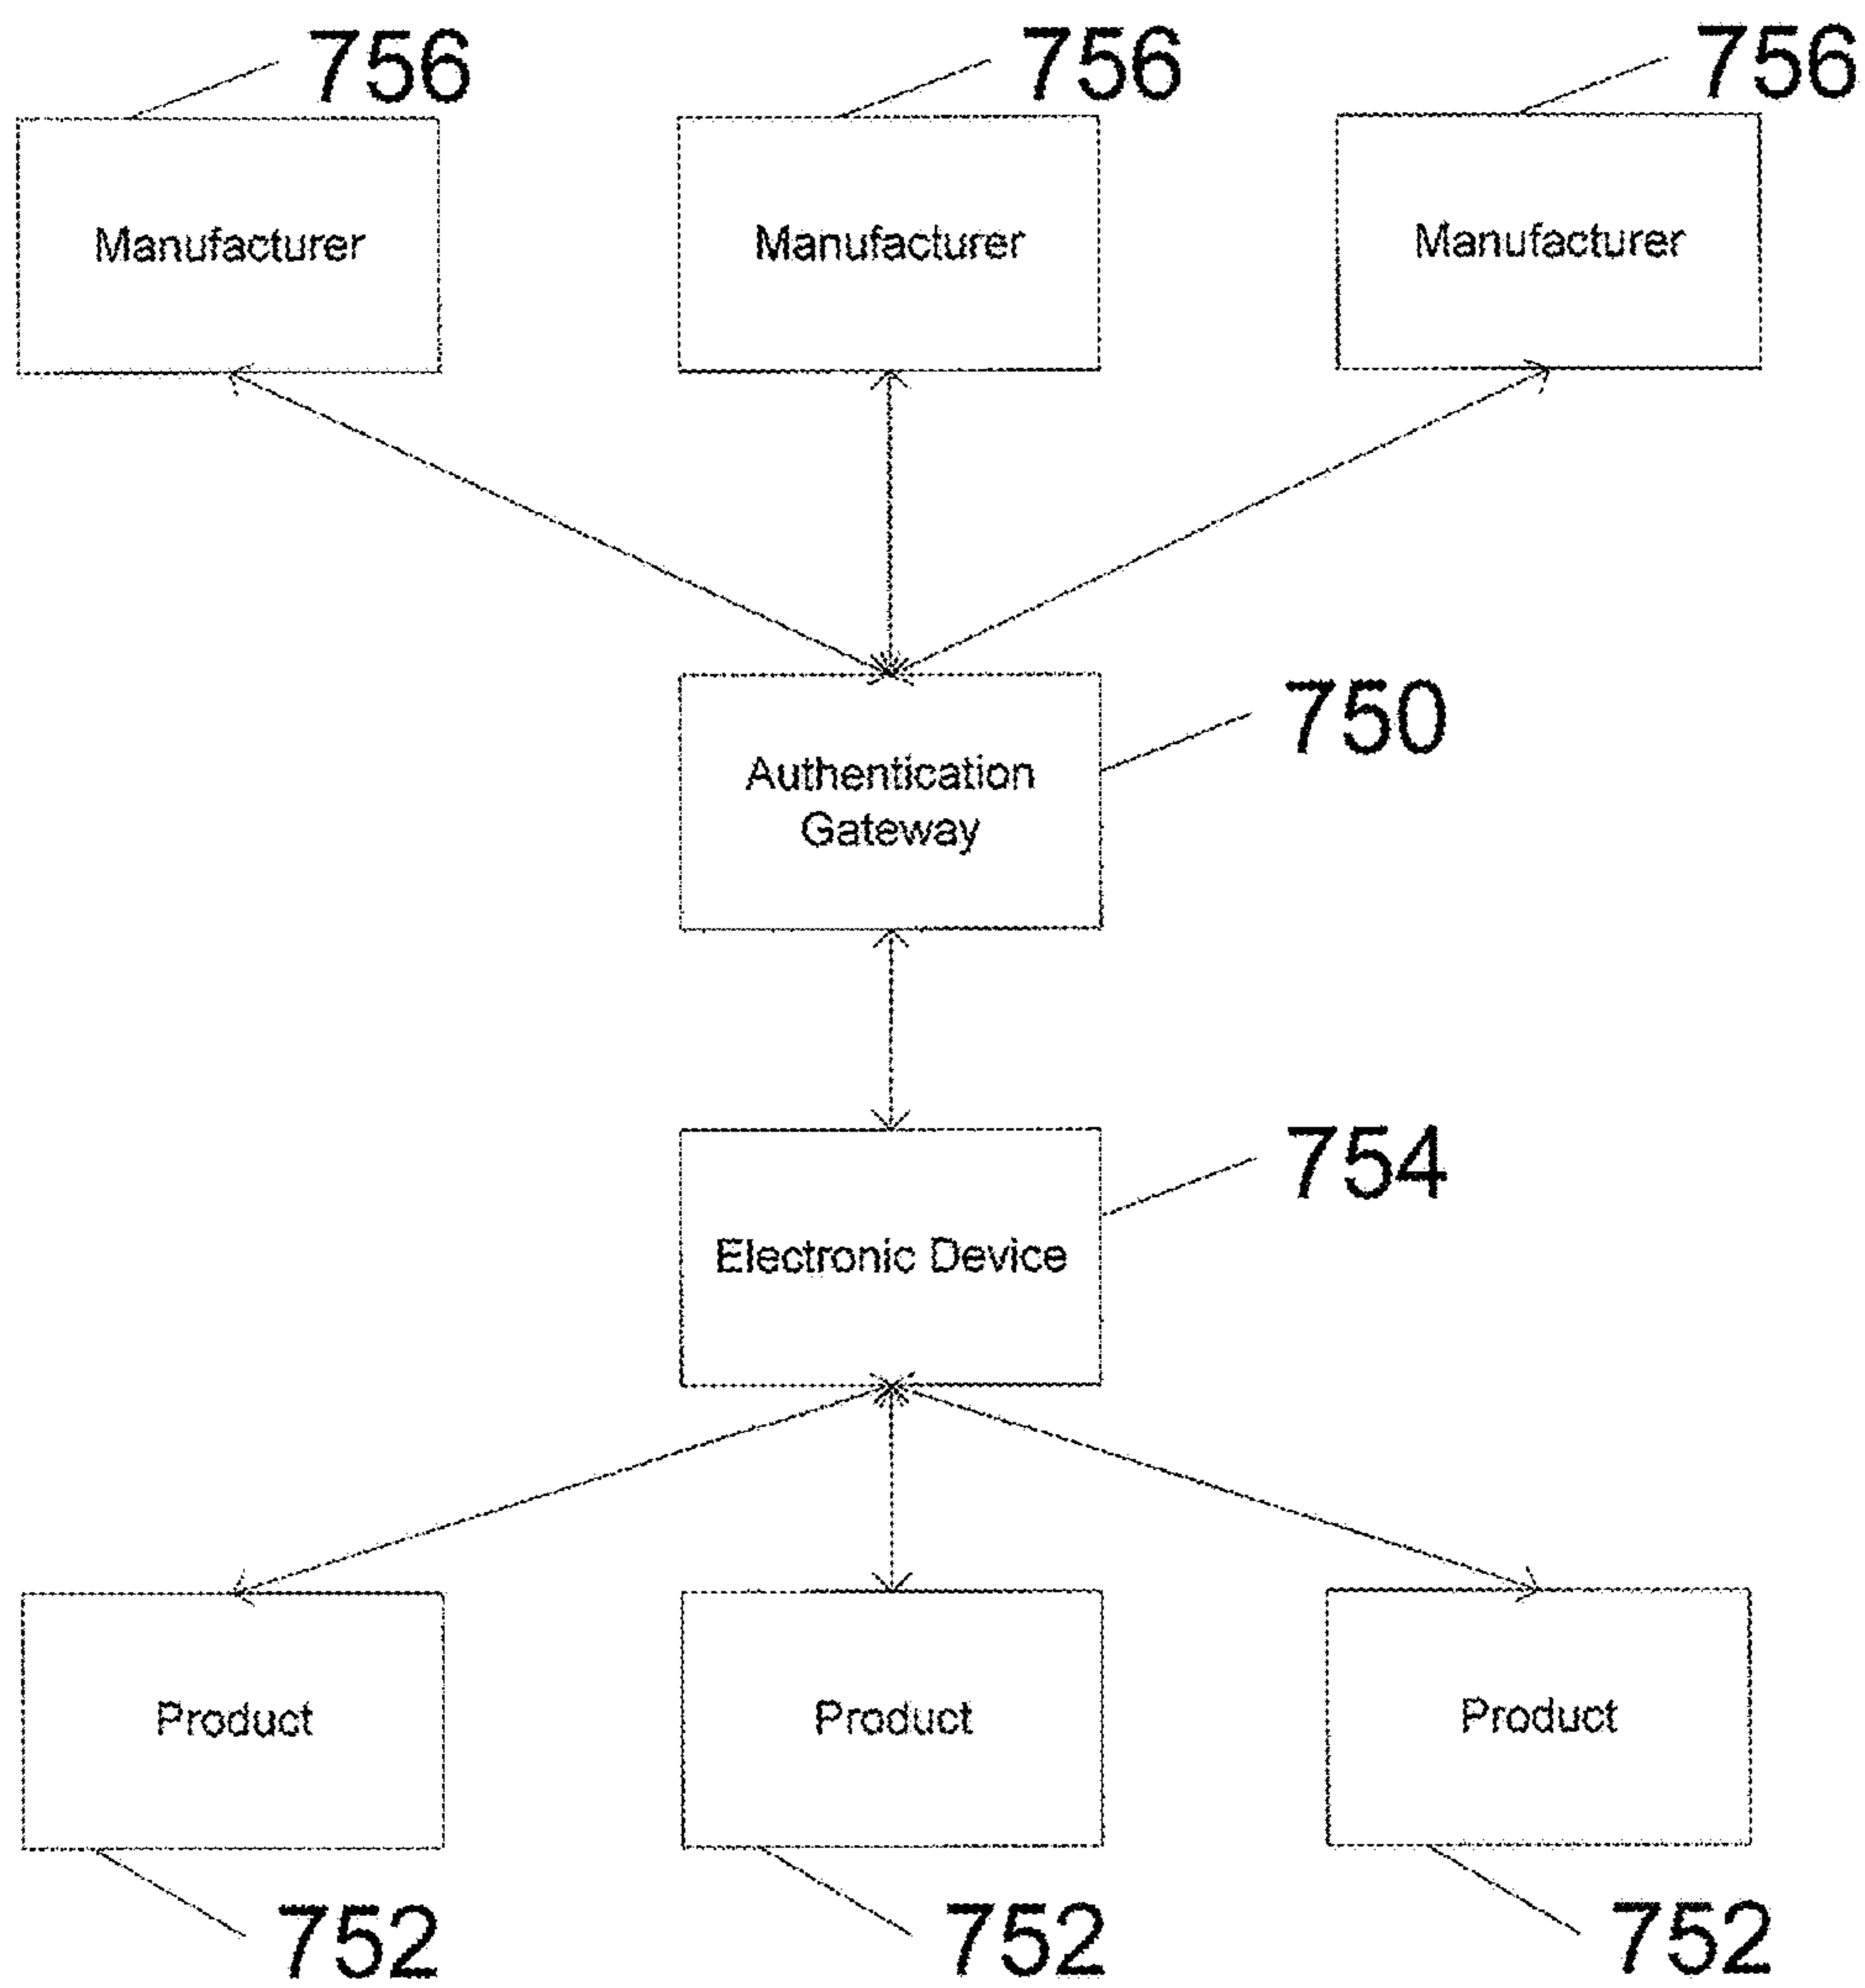 756
756
756
Manufacturer
Manufacturer
Manufacturer
750
Authentication
Gateway
754
Electronic Device
Product
Product
Product
752
752
752